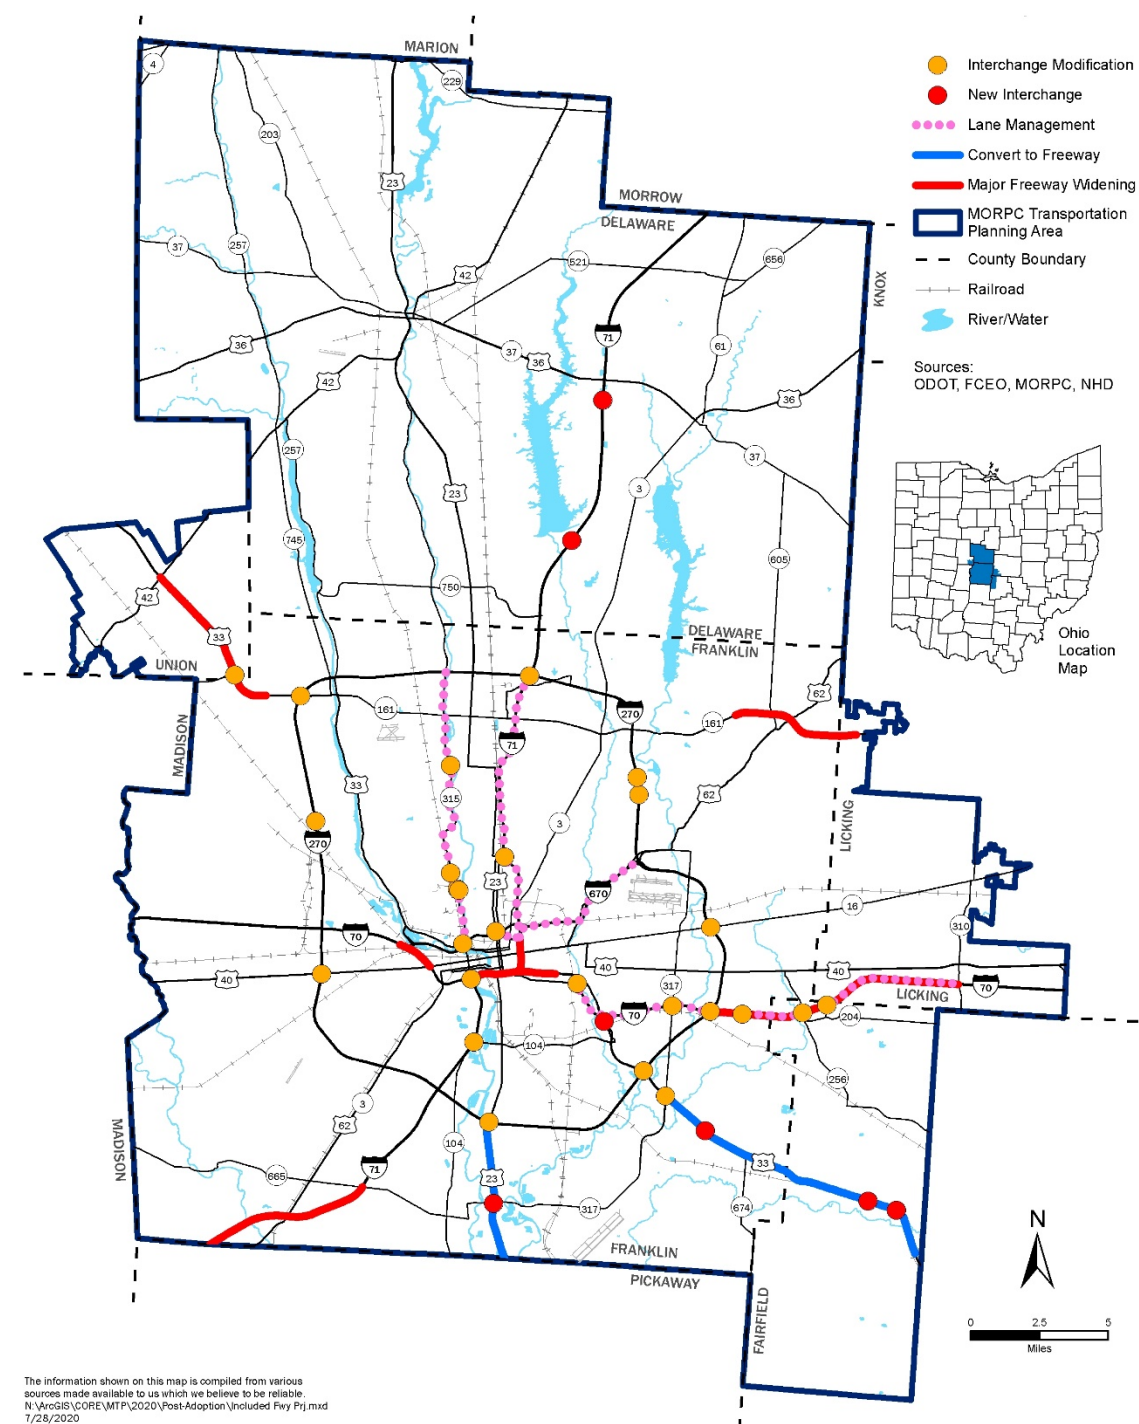 MARION
Interchange Modification
4
229
New Interchange
203
Lane Management
Convert to Freeway
23
Major Freeway Widening
MORROW
MORPC Transportation
Planning Area
DELAWARE
37
257
County Boundary
521
656
42
KNOX
Railroad
River/Water
71
36
61
37
36
Sources:
ODOT, FCEO, MORPC, NHD
42
36
257
37
23
3
745
605
750
42
33
DELAWARE
FRANKLIN
Ohio
Location
Map
UNION
62
161
270
161
MADISON
71
33
62
315
LICKING
3
270
23
670
16
310
70
40
40
40
70
317
LICKING
70
204
104
256
3
62
MADISON
104
33
71
665
23
674
317
N
FRANKLIN
PICKAWAY
FAIRFIELD
0 2.5 5
Miles
The information shown on this map is compiled from various
sources made available to us which we believe to be reliable.
N:\ArcGIS\CORE\MTP\2020\Post-Adoption\Included Fwy Prj.mxd
7/28/2020